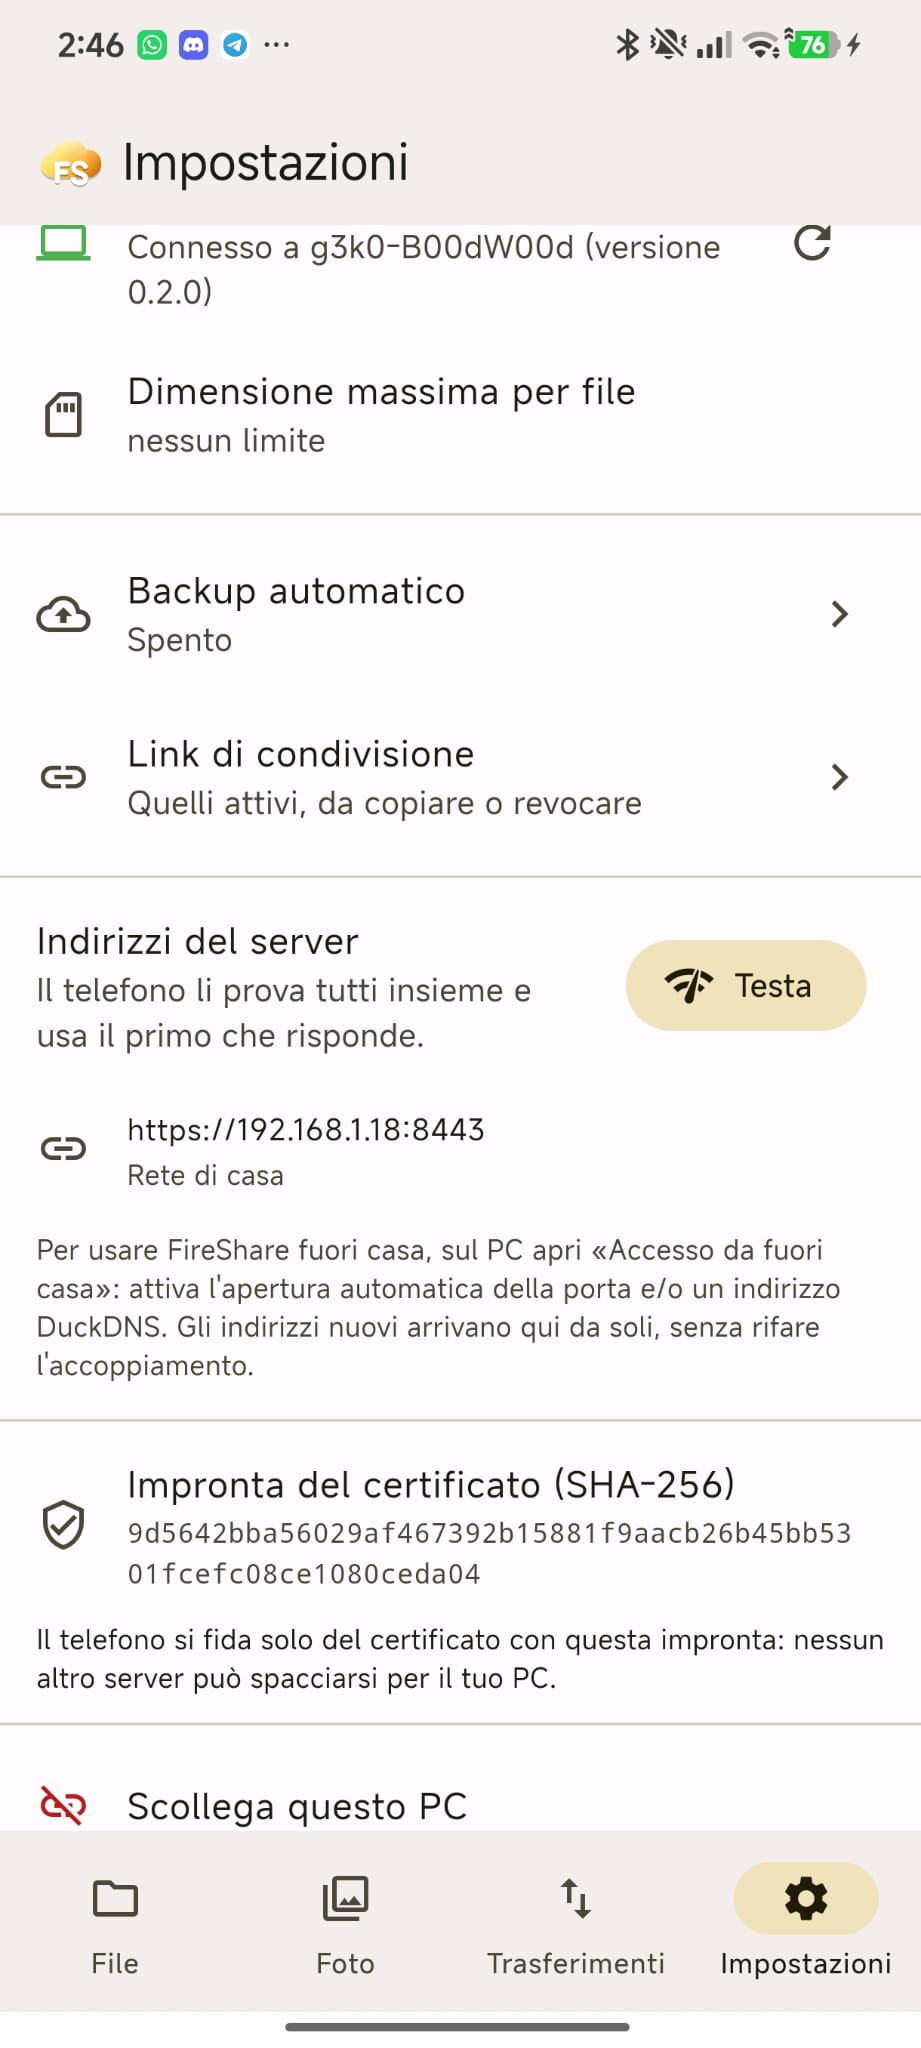 2:46
76
FS Impostazioni
Connesso a g3k0-B00dW00d (versione
0.2.0)
Dimensione massima per file
nessun limite
Backup automatico
Spento
Link di condivisione
Quelli attivi, da copiare o revocare
Indirizzi del server
Il telefono li prova tutti insieme e
usa il primo che risponde.
Testa
https://192.168.1.18:8443
Rete di casa
Per usare FireShare fuori casa, sul PC apri «Accesso da fuori
casa»: attiva l'apertura automatica della porta e/o un indirizzo
DuckDNS. Gli indirizzi nuovi arrivano qui da soli, senza rifare
l'accoppiamento.
Impronta del certificato (SHA-256)
9d5642bba56029af467392b15881f9aacb26b45bb53
01fcefc08ce1080ceda04
Il telefono si fida solo del certificato con questa impronta: nessun
altro server può spacciarsi per il tuo PC.
Scollega questo PC
File
Foto
Trasferimenti
Impostazioni